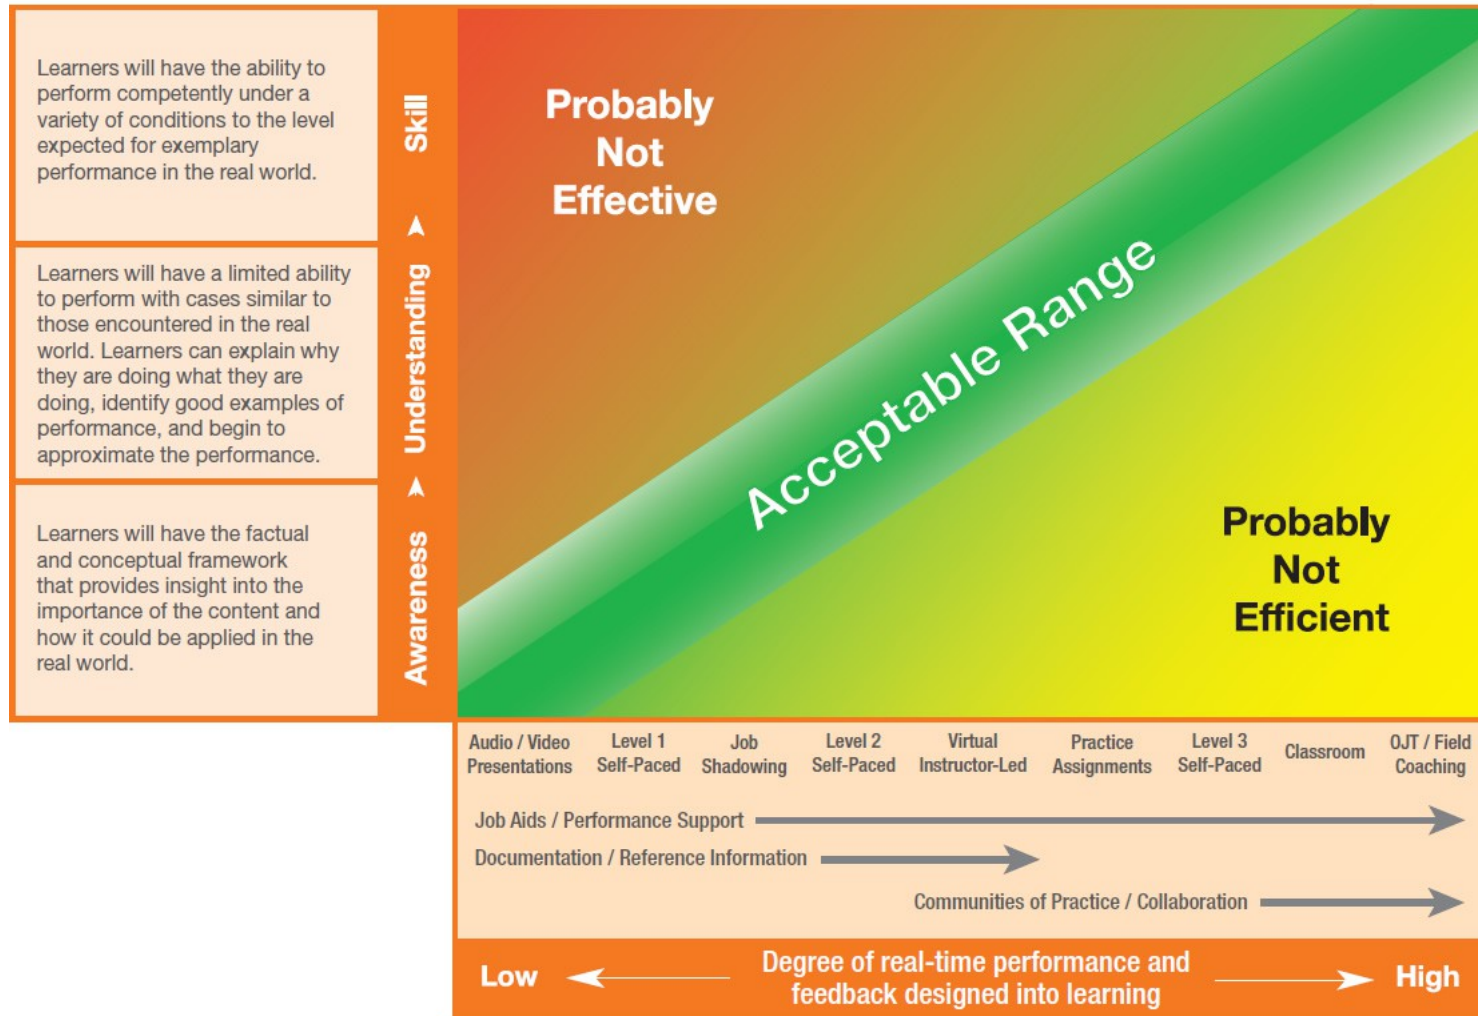 Learners will have the ability to
perform competently under a
variety of conditions to the level
expected for exemplary
performance in the real world.
Skill
Learners will have a limited ability
to perform with cases similar to
those encountered in the real
world. Learners can explain why
they are doing what they are
doing, identify good examples of
performance, and begin to
approximate the performance.
Understanding
Learners will have the factual
and conceptual framework
that provides insight into the
importance of the content and
how it could be applied in the
real world.
Awareness
Probably
Not
Effective
Acceptable Range
Probably
Not
Efficient
Audio / Video
Presentations
Level 1
Self-Paced
Job
Shadowing
Level 2
Self-Paced
Virtual
Instructor-Led
Practice
Assignments
Level 3
Self-Paced
Classroom
OJT / Field
Coaching
Job Aids / Performance Support
Documentation / Reference Information
Communities of Practice / Collaboration
Low
Degree of real-time performance and
feedback designed into learning
High